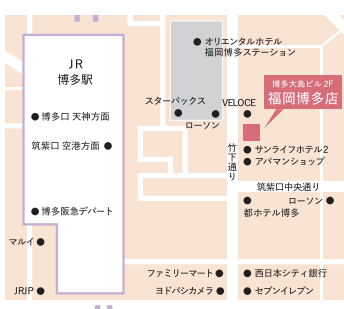 JR
博多駅
博多口 天神方面
筑紫口 空港方面
博多阪急デパート
マルイ
JRJP
オリエンタルホテル
福岡博多ステーション
スターバックス
ローソン
VELOCE
博多大島ビル2F
福岡博多店
サンライフホテル2
アパマンショップ
竹下通り
筑紫口中央通り
都ホテル博多
ローソン
ファミリーマート
西日本シティ銀行
ヨドバシカメラ
セブンイレブン